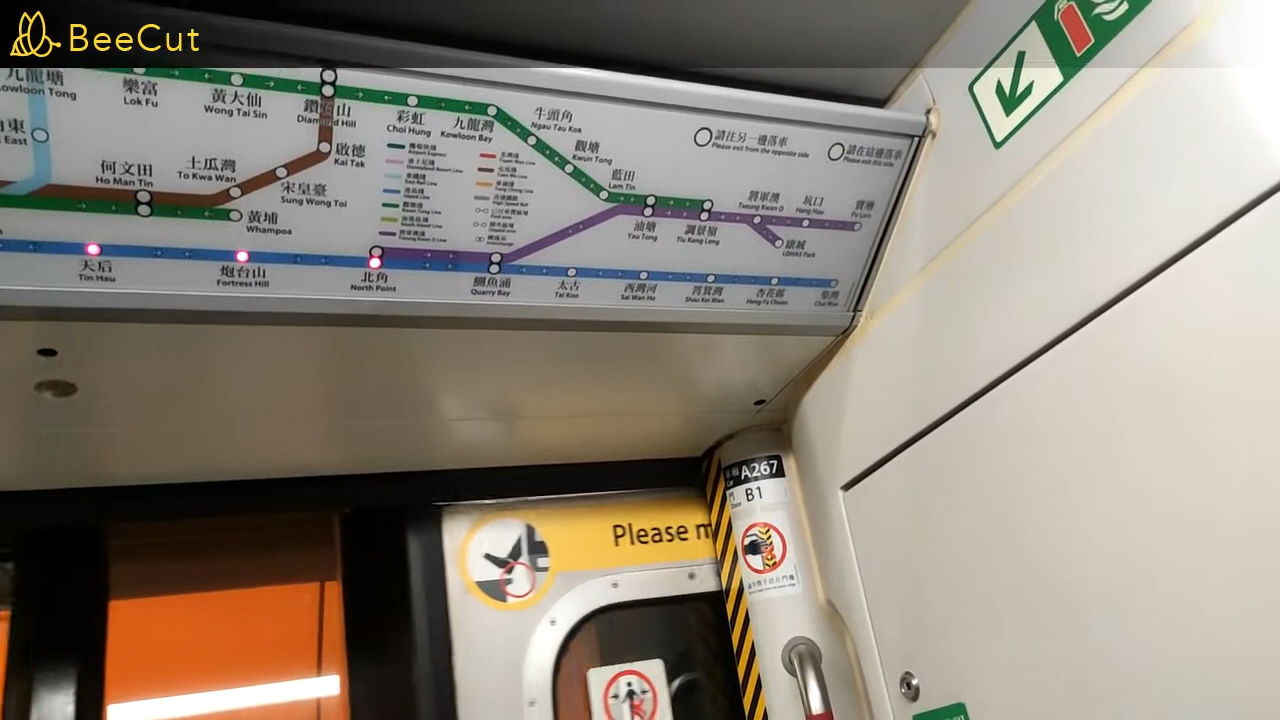 BeeCut
九龍塘
Kowloon Tong
樂富
Lok Fu
黃大仙
Wong Tai Sin
鑽石山
Diamond Hill
彩虹
Choi Hung
九龍灣
Kowloon Bay
牛頭角
Ngau Tau Kok
觀塘
Kwun Tong
藍田
Lam Tin
請往另一邊落車
Please exit from the opposite side
請在這邊落車
Please exit this side
East
何文田
Ho Man Tin
土瓜灣
To Kwa Wan
啟德
Kai Tak
宋皇臺
Sung Wong Toi
黃埔
Whampoa
油塘
Yau Tong
調景嶺
Tiu Keng Leng
將軍澳
Tseung Kwan O
坑口
Hang Hau
寶琳
Po Lam
康城
LOHAS Park
天后
Tin Hau
炮台山
Fortress Hill
北角
North Point
鰂魚涌
Quarry Bay
太古
Tai Koo
西灣河
Sai Wan Ho
筲箕灣
Shau Kei Wan
杏花邨
Heng Fa Chuen
柴灣
Chai Wan
A267
B1
Please m